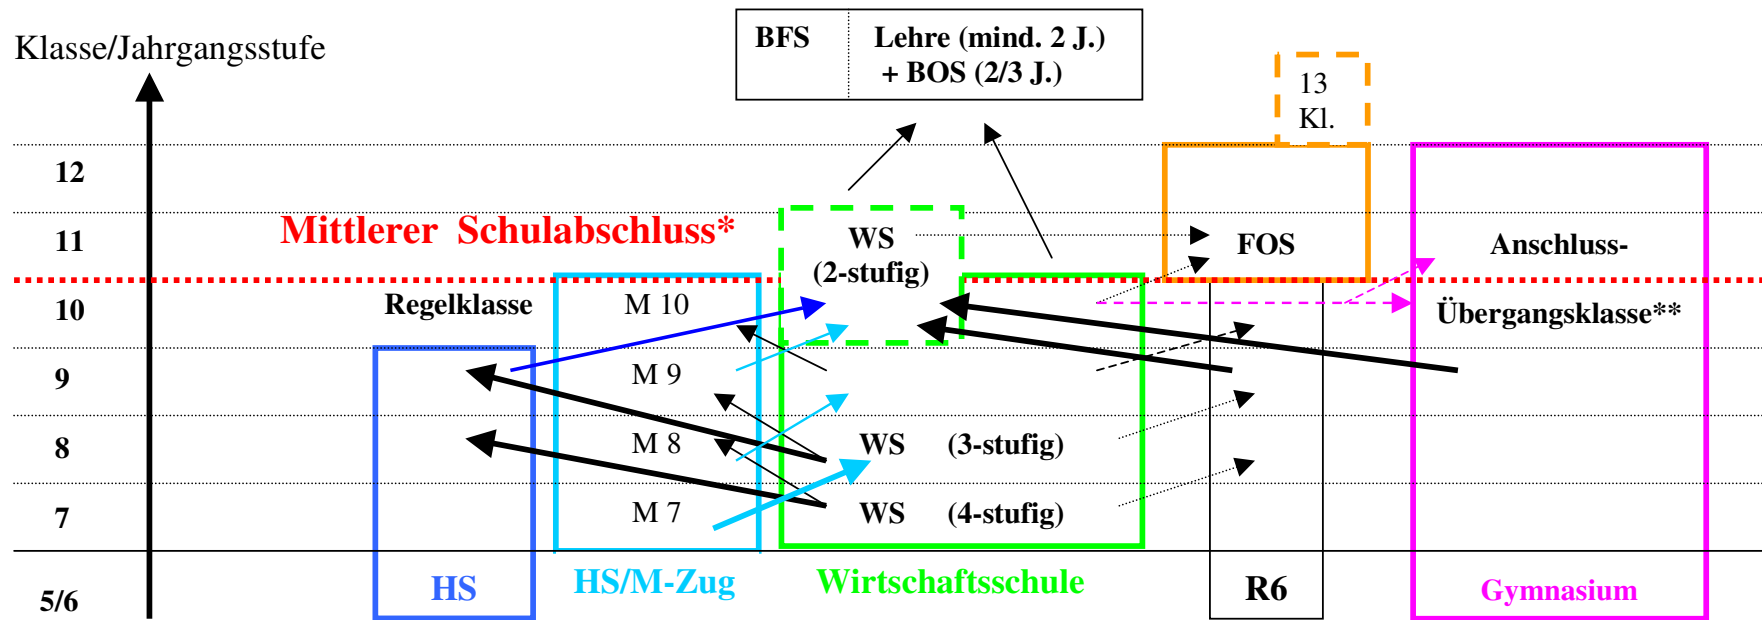 BFS Lehre (mind. 2 J.)
+ BOS (2/3 J.)
Klasse/Jahrgangsstufe
13
Kl.
12
Mittlerer Schulabschluss*
11
WS
(2-stufig)
FOS
Anschluss-
10
Regelklasse
M 10
Übergangsklasse**
9
M 9
8
M 8
WS (3-stufig)
7
M 7
WS (4-stufig)
5/6
HS
HS/M-Zug
Wirtschaftsschule
R6
Gymnasium